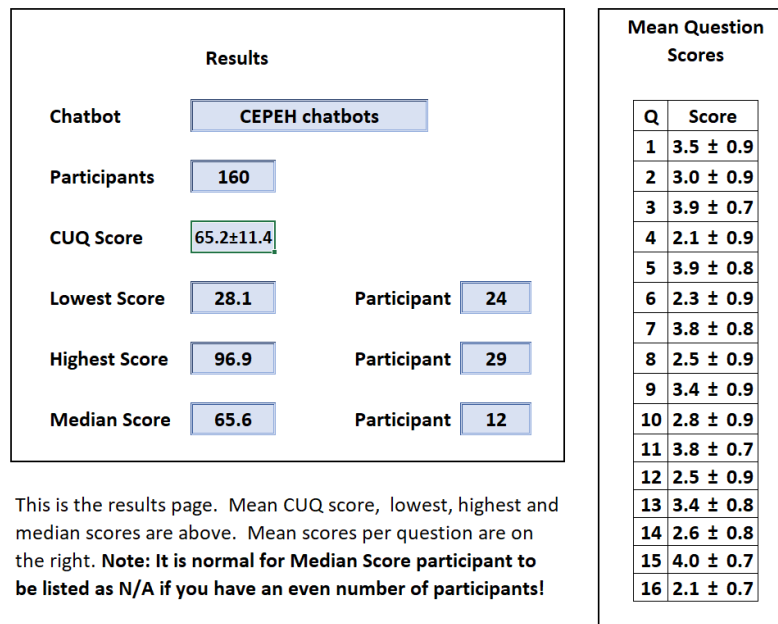 Results
Chatbot CEPEH chatbots
Participants 160
CUQ Score 65.2±11.4
Lowest Score 28.1 Participant 24
Highest Score 96.9 Participant 29
Median Score 65.6 Participant 12
This is the results page. Mean CUQ score, lowest, highest and
median scores are above. Mean scores per question are on
the right. Note: It is normal for Median Score participant to
be listed as N/A if you have an even number of participants!
Mean Question
Scores
Q Score
1 3.5 ± 0.9
2 3.0 ± 0.9
3 3.9 ± 0.7
4 2.1 ± 0.9
5 3.9 ± 0.8
6 2.3 ± 0.9
7 3.8 ± 0.8
8 2.5 ± 0.9
9 3.4 ± 0.9
10 2.8 ± 0.9
11 3.8 ± 0.7
12 2.5 ± 0.9
13 3.4 ± 0.8
14 2.6 ± 0.8
15 4.0 ± 0.7
16 2.1 ± 0.7